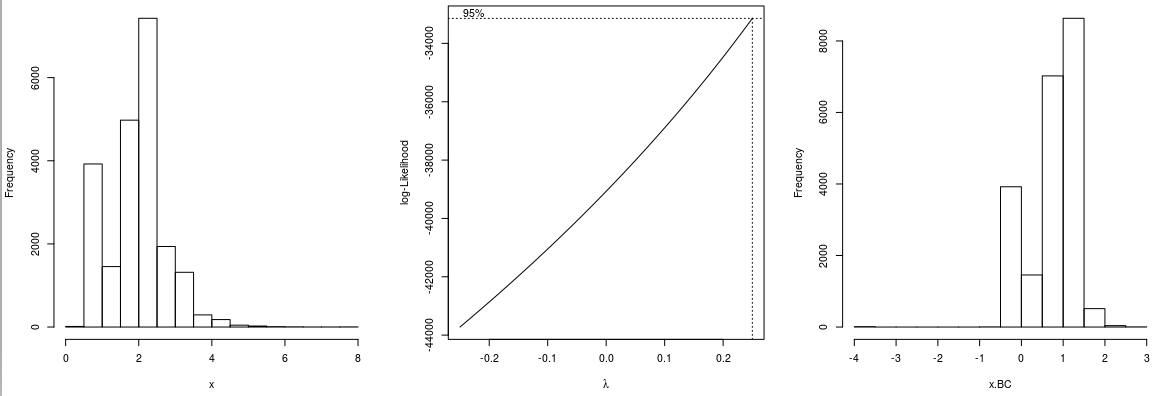 Frequency
6000
4000
2000
0
0 2 4 6 8
x
95%
log-Likelihood
-34000
-36000
-38000
-40000
-42000
-44000
-0.2 -0.1 0.0 0.1 0.2
λ
Frequency
8000
6000
4000
2000
0
-4 -3 -2 -1 0 1 2 3
x.BC